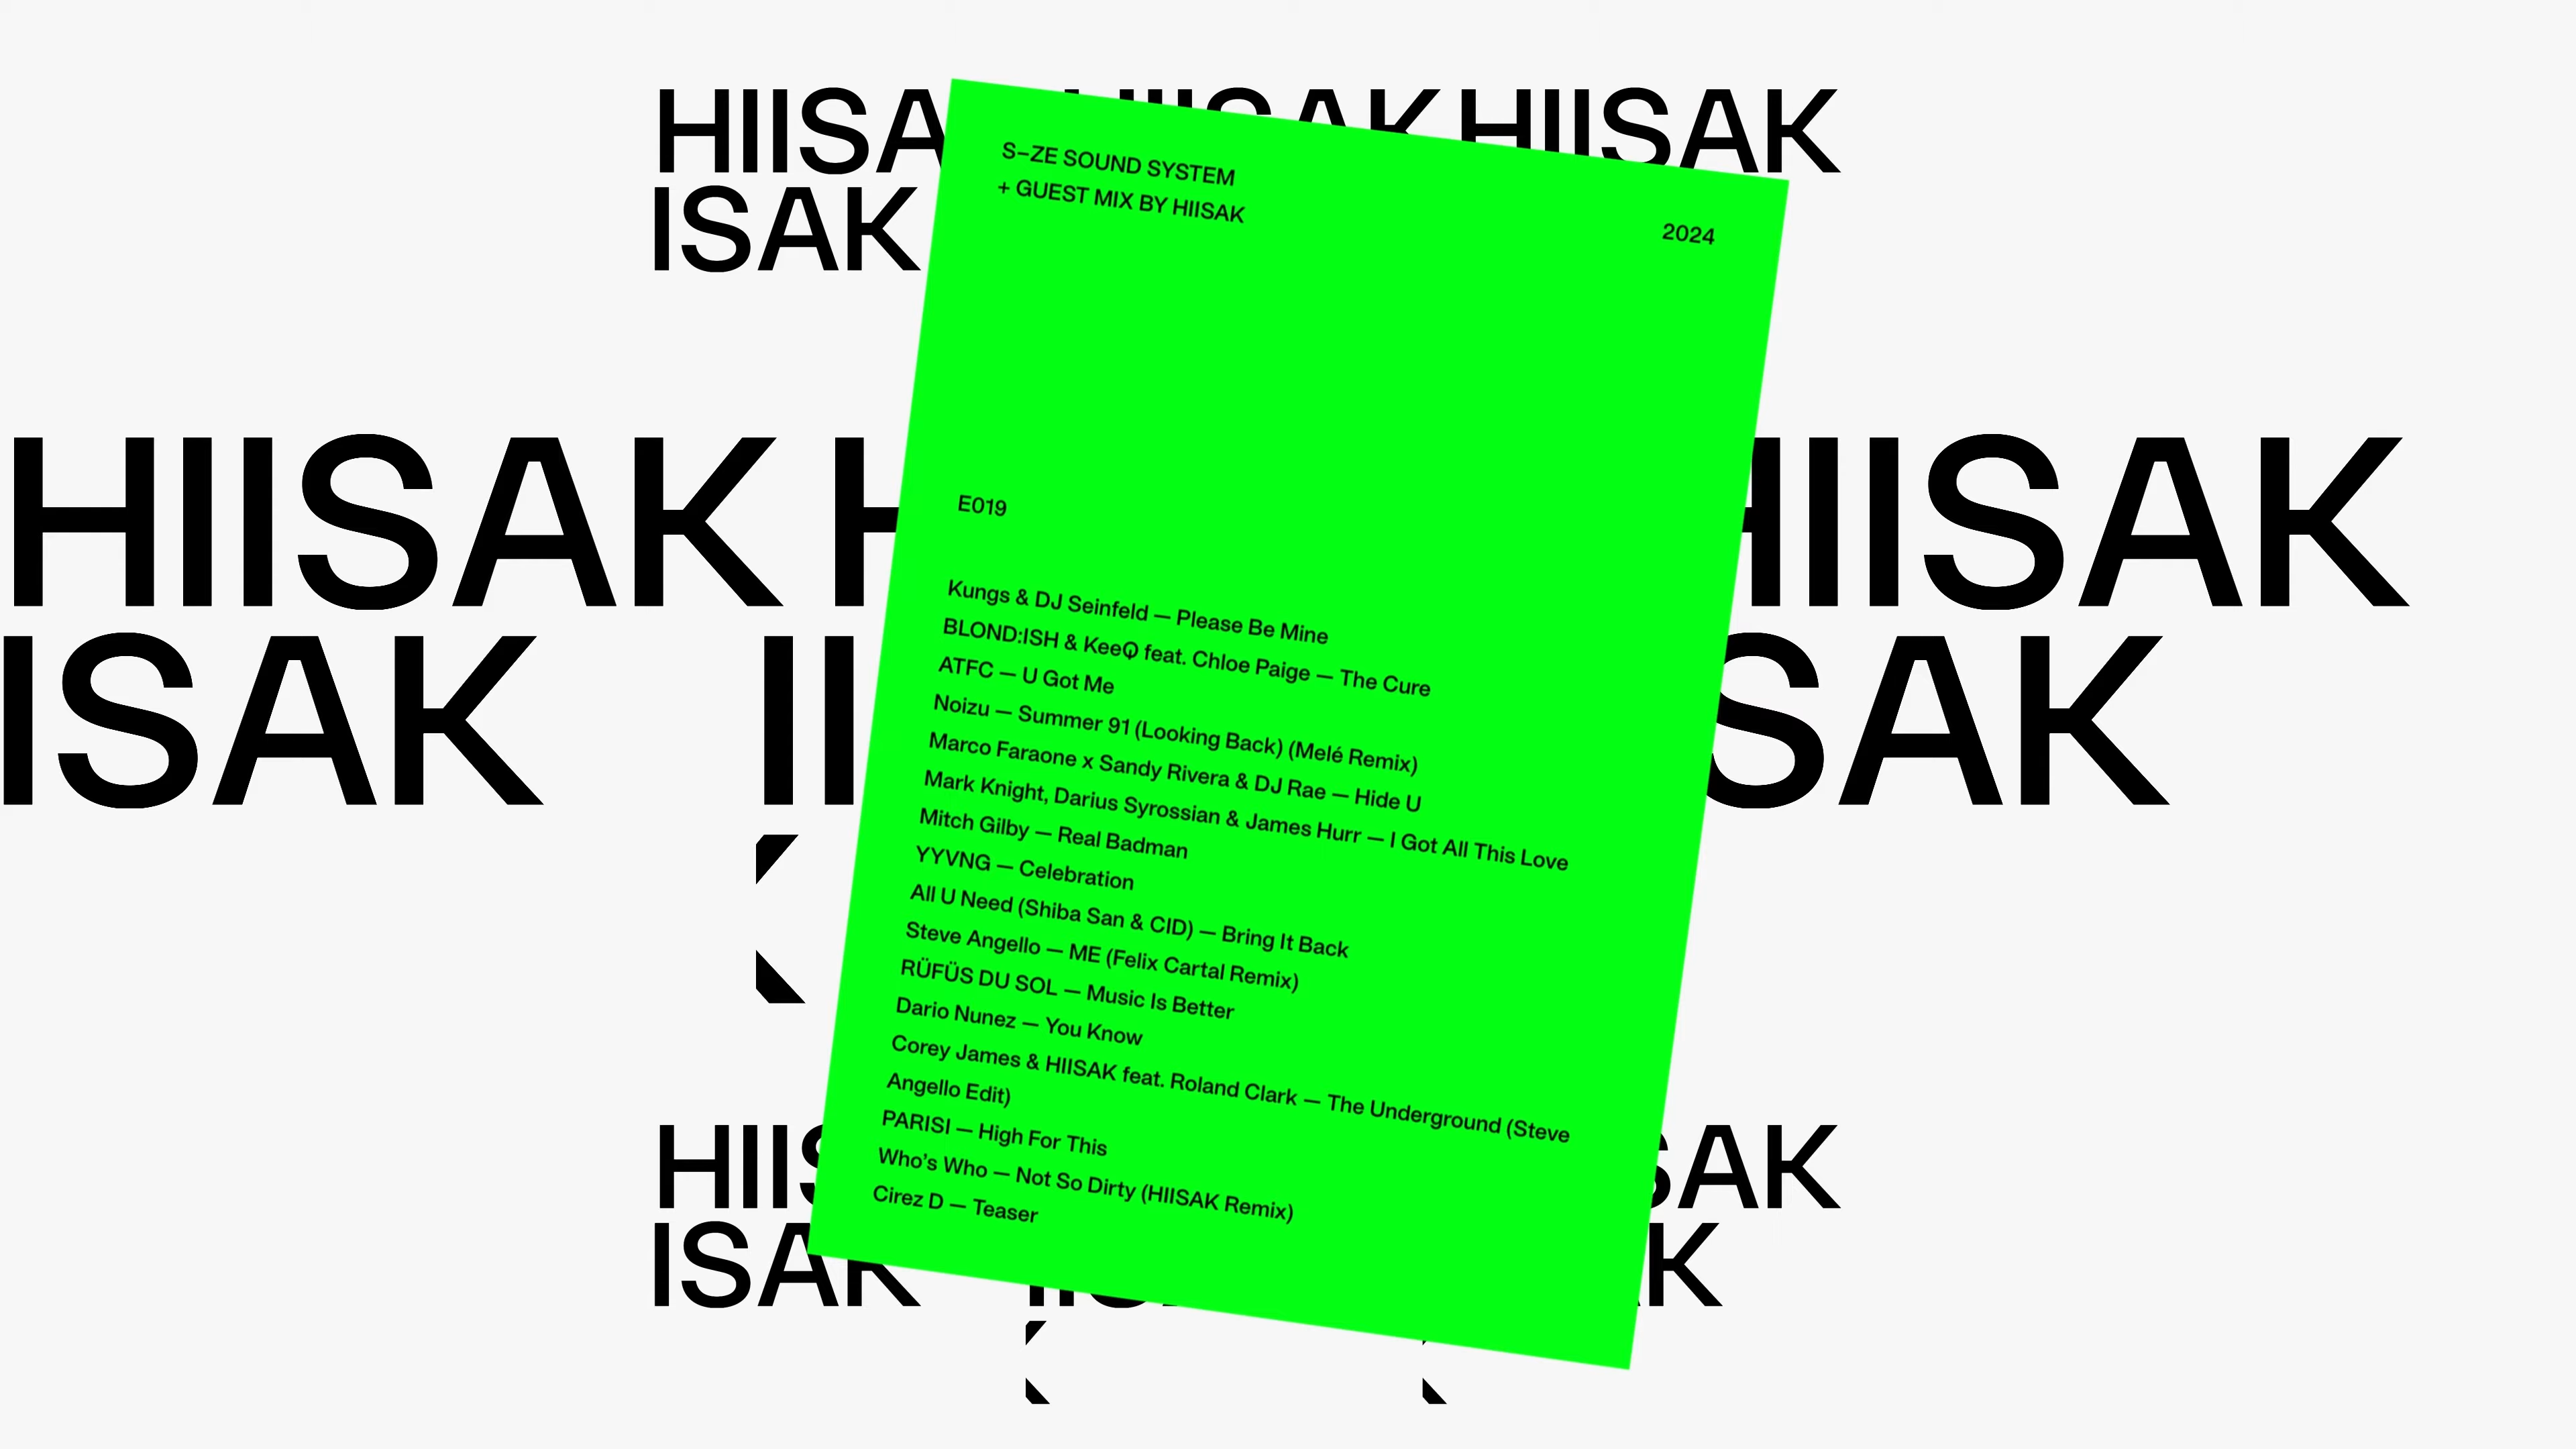 HIISA HIISAK HIISAK
ISAK
S–ZE SOUND SYSTEM
+ GUEST MIX BY HIISAK
2024
HIISAK H HIISAK
ISAK II SAK
K
E019
Kungs & DJ Seinfeld — Please Be Mine
BLOND:ISH & KeeQ feat. Chloe Paige — The Cure
ATFC — U Got Me
Noizu — Summer 91 (Looking Back) (Melé Remix)
Marco Faraone x Sandy Rivera & DJ Rae — Hide U
Mark Knight, Darius Syrossian & James Hurr — I Got All This Love
Mitch Gilby — Real Badman
YYVNG — Celebration
All U Need (Shiba San & CID) — Bring It Back
Steve Angello — ME (Felix Cartal Remix)
RÜFÜS DU SOL — Music Is Better
Dario Nunez — You Know
Corey James & HIISAK feat. Roland Clark — The Underground (Steve
Angello Edit)
PARISI — High For This
Who’s Who — Not So Dirty (HIISAK Remix)
Cirez D — Teaser
HIIS SAK
ISAK K